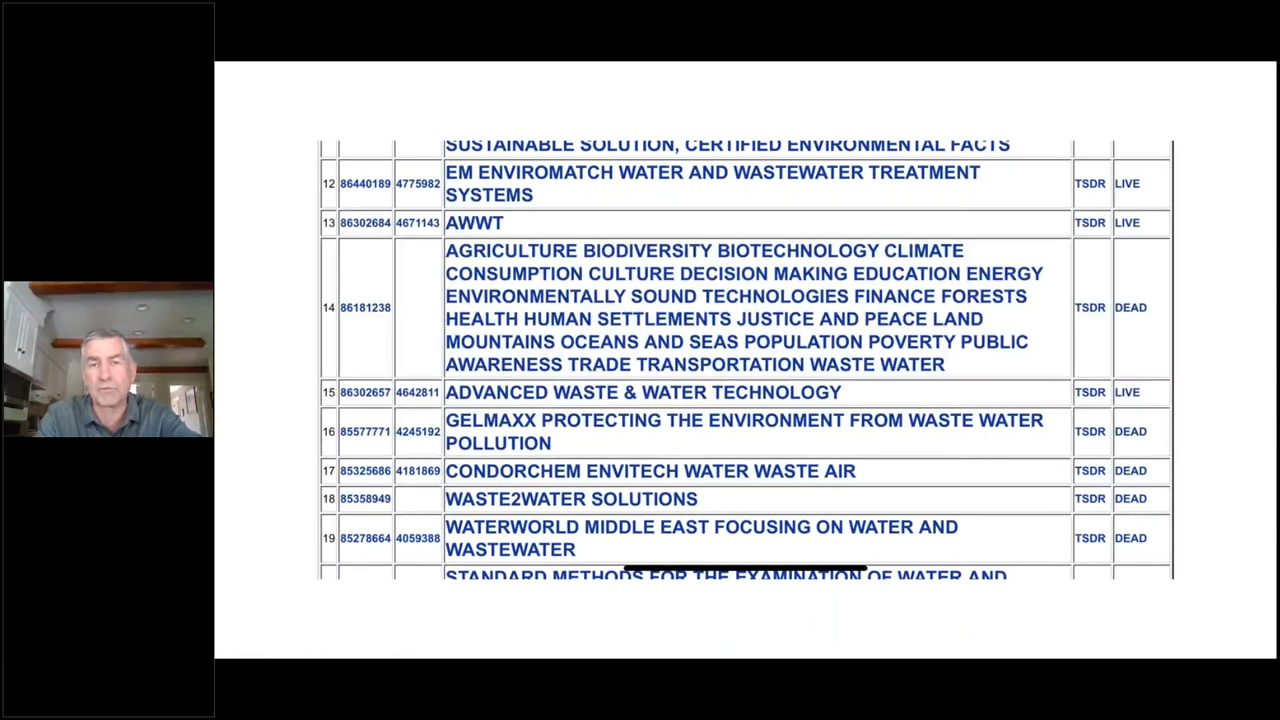 SUSTAINABLE SOLUTION, CERTIFIED ENVIRONMENTAL FACTS
12 86440189 4775982 EM ENVIROMATCH WATER AND WASTEWATER TREATMENT TSDR LIVE
SYSTEMS
13 86302684 4671143 AWWT TSDR LIVE
AGRICULTURE BIODIVERSITY BIOTECHNOLOGY CLIMATE
CONSUMPTION CULTURE DECISION MAKING EDUCATION ENERGY
ENVIRONMENTALLY SOUND TECHNOLOGIES FINANCE FORESTS
14 86181238 HEALTH HUMAN SETTLEMENTS JUSTICE AND PEACE LAND TSDR DEAD
MOUNTAINS OCEANS AND SEAS POPULATION POVERTY PUBLIC
AWARENESS TRADE TRANSPORTATION WASTE WATER
15 86302657 4642811 ADVANCED WASTE & WATER TECHNOLOGY TSDR LIVE
16 85577771 4245192 GELMAXX PROTECTING THE ENVIRONMENT FROM WASTE WATER TSDR DEAD
POLLUTION
17 85325686 4181869 CONDORCHEM ENVITECH WATER WASTE AIR TSDR DEAD
18 85358949 WASTE2WATER SOLUTIONS TSDR DEAD
19 85278664 4059388 WATERWORLD MIDDLE EAST FOCUSING ON WATER AND TSDR DEAD
WASTEWATER
STANDARD METHODS FOR THE EXAMINATION OF WATER AND